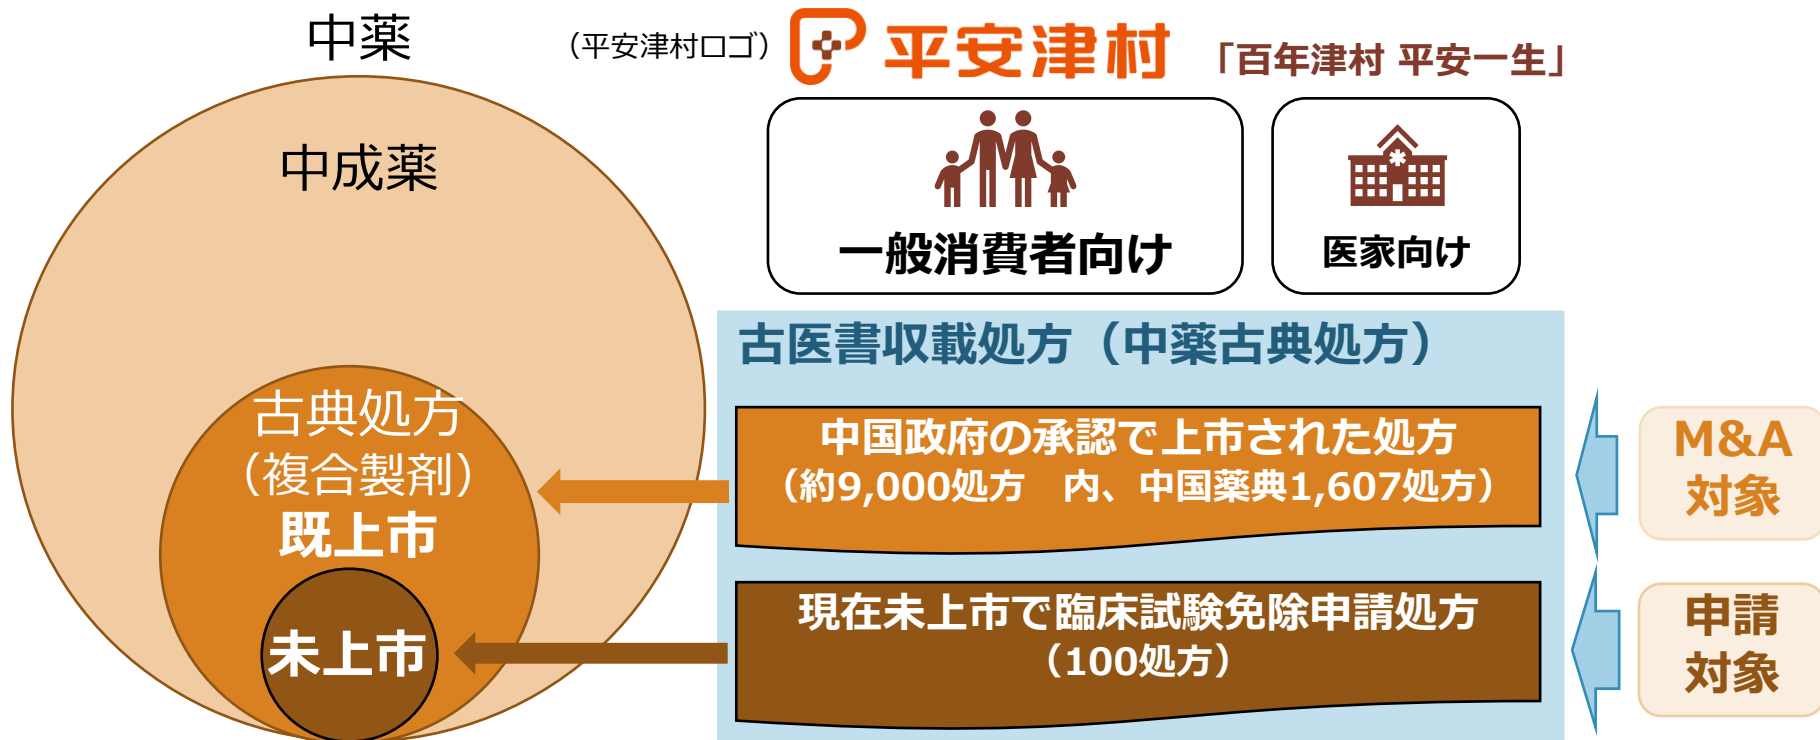 中薬
中成薬
古典処方
（複合製剤）
既上市
未上市
（平安津村ロゴ）
平安津村
「百年津村 平安一生」
一般消費者向け
医家向け
古医書収載処方（中薬古典処方）
中国政府の承認で上市された処方
（約9,000処方　内、中国薬典1,607処方）
M&A
対象
現在未上市で臨床試験免除申請処方
（100処方）
申請
対象